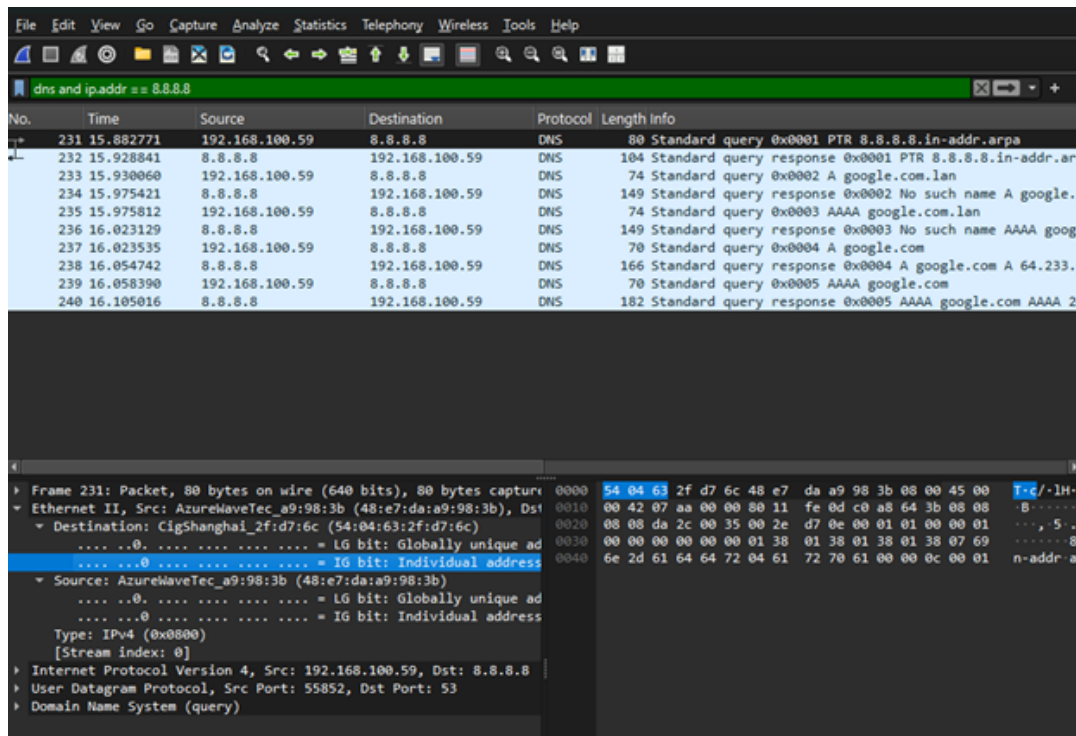 File Edit View Go Capture Analyze Statistics Telephony Wireless Tools Help
dns and ip.addr == 8.8.8.8
No. Time Source Destination Protocol Length Info
231 15.882771 192.168.100.59 8.8.8.8 DNS 80 Standard query 0x0001 PTR 8.8.8.8.in-addr.arpa
232 15.928841 8.8.8.8 192.168.100.59 DNS 104 Standard query response 0x0001 PTR 8.8.8.8.in-addr.ar
233 15.930060 192.168.100.59 8.8.8.8 DNS 74 Standard query 0x0002 A google.com.lan
234 15.975421 8.8.8.8 192.168.100.59 DNS 149 Standard query response 0x0002 No such name A google.
235 15.975812 192.168.100.59 8.8.8.8 DNS 74 Standard query 0x0003 AAAA google.com.lan
236 16.023129 8.8.8.8 192.168.100.59 DNS 149 Standard query response 0x0003 No such name AAAA goog
237 16.023535 192.168.100.59 8.8.8.8 DNS 70 Standard query 0x0004 A google.com
238 16.054742 8.8.8.8 192.168.100.59 DNS 166 Standard query response 0x0004 A google.com A 64.233.
239 16.058390 192.168.100.59 8.8.8.8 DNS 70 Standard query 0x0005 AAAA google.com
240 16.105016 8.8.8.8 192.168.100.59 DNS 182 Standard query response 0x0005 AAAA google.com AAAA 2
Frame 231: Packet, 80 bytes on wire (640 bits), 80 bytes capture
Ethernet II, Src: AzureWaveTec_a9:98:3b (48:e7:da:a9:98:3b), Dst
Destination: CigShanghai_2f:d7:6c (54:04:63:2f:d7:6c)
.... ..0. .... .... .... .... = LG bit: Globally unique ad
.... ...0 .... .... .... .... = IG bit: Individual address
Source: AzureWaveTec_a9:98:3b (48:e7:da:a9:98:3b)
.... ..0. .... .... .... .... = LG bit: Globally unique ad
.... ...0 .... .... .... .... = IG bit: Individual address
Type: IPv4 (0x0800)
[Stream index: 0]
Internet Protocol Version 4, Src: 192.168.100.59, Dst: 8.8.8.8
User Datagram Protocol, Src Port: 55852, Dst Port: 53
Domain Name System (query)
0000 54 04 63 2f d7 6c 48 e7 da a9 98 3b 08 00 45 00 T·c/·lH·
0010 00 42 07 aa 00 00 80 11 fe 0d c0 a8 64 3b 08 08 ·B······
0020 08 08 da 2c 00 35 00 2e d7 0e 00 01 01 00 00 01 ···,·5·.
0030 00 00 00 00 00 00 01 38 01 38 01 38 01 38 07 69 ·······8
0040 6e 2d 61 64 64 72 04 61 72 70 61 00 00 0c 00 01 n-addr·a